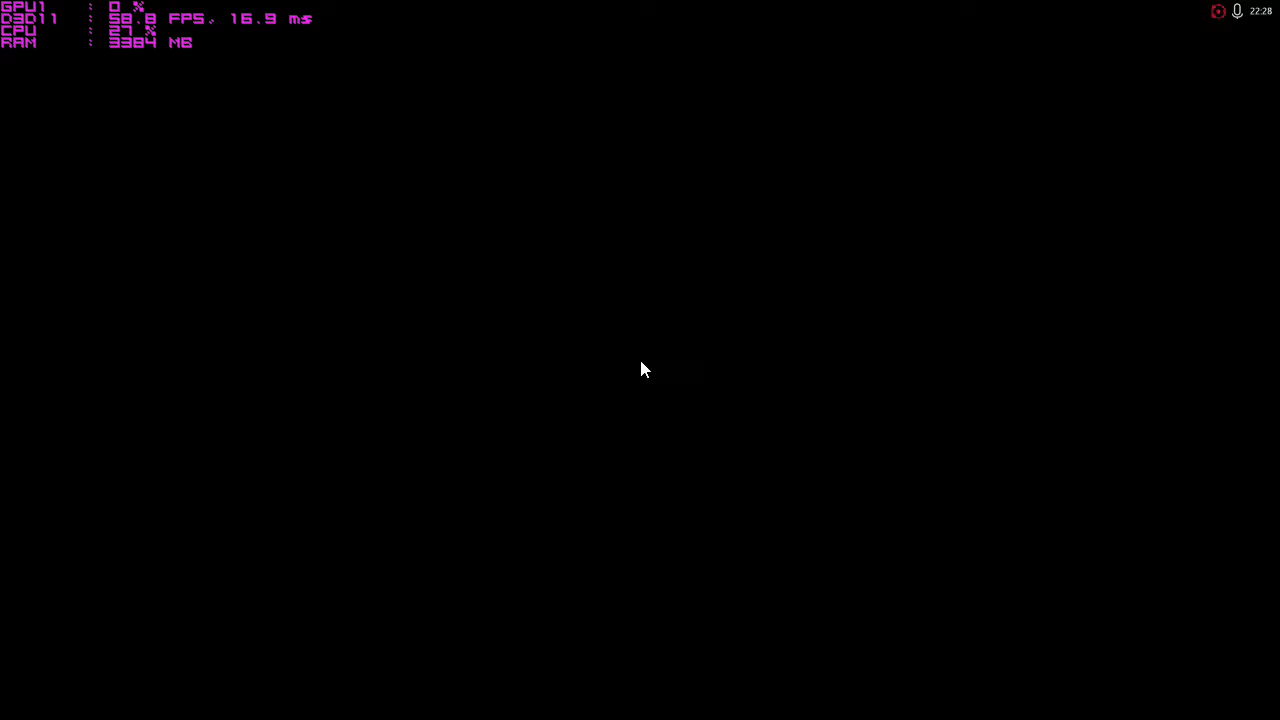 GPU1 : 0 %
D3D11 : 58.8 FPS, 16.9 ms
CPU : 27 %
RAM : 3384 MB
22:28